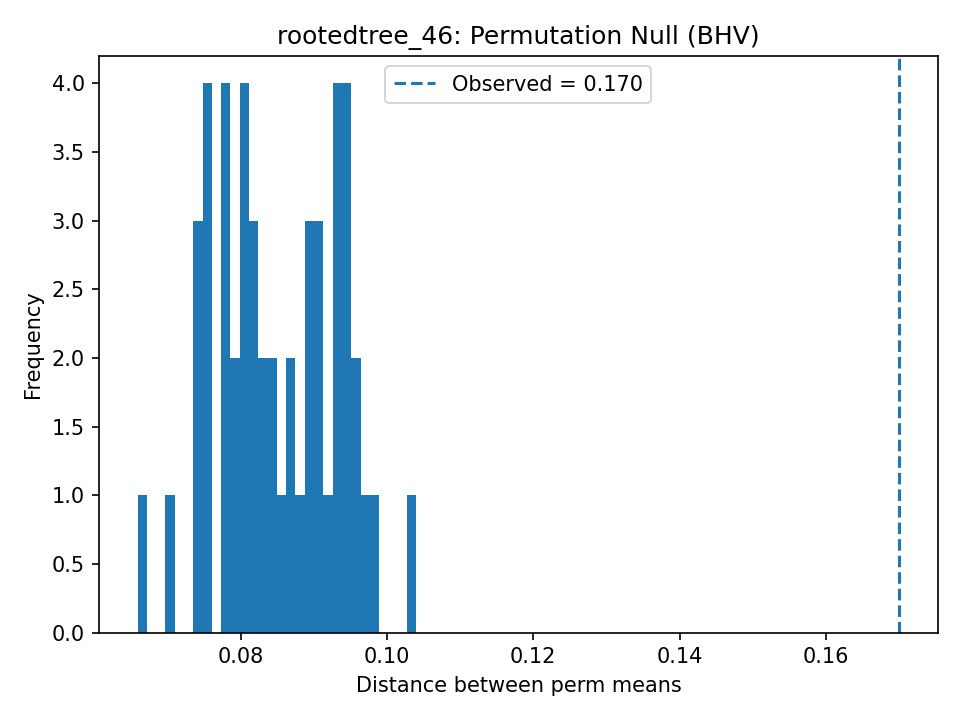 rootedtree_46: Permutation Null (BHV)
Observed = 0.170
4.0
3.5
3.0
2.5
2.0
1.5
1.0
0.5
0.0
Frequency
0.08 0.10 0.12 0.14 0.16
Distance between perm means